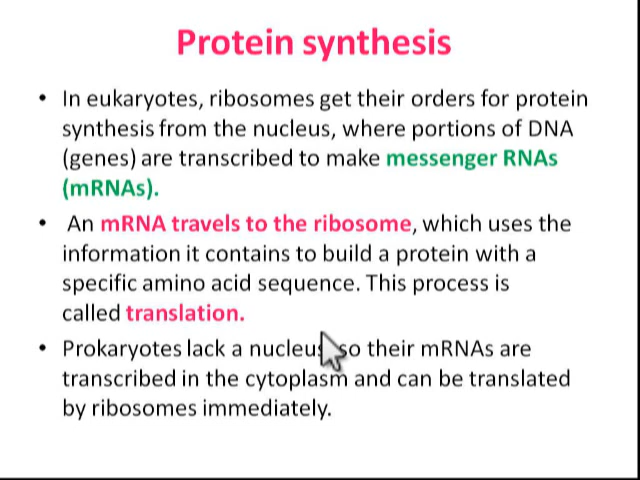 Protein synthesis
• In eukaryotes, ribosomes get their orders for protein
synthesis from the nucleus, where portions of DNA
(genes) are transcribed to make messenger RNAs
(mRNAs).
• An mRNA travels to the ribosome, which uses the
information it contains to build a protein with a
specific amino acid sequence. This process is
called translation.
• Prokaryotes lack a nucleus, so their mRNAs are
transcribed in the cytoplasm and can be translated
by ribosomes immediately.